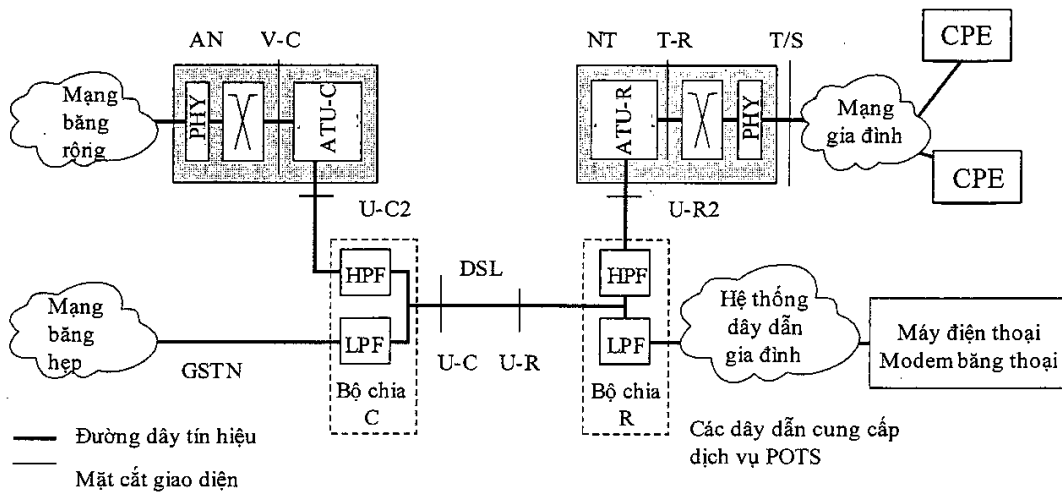 AN V-C NT T-R T/S
CPE
Mạng
băng
rộng
PHY
ATU-C
ATU-R
PHY
Mạng
gia đình
CPE
U-C2
U-R2
HPF
DSL
HPF
Mạng
băng
hẹp
LPF
GSTN
U-C U-R
LPF
Hệ thống
dây dẫn
gia đình
Máy điện thoại
Modem băng thoại
Bộ chia
C
Bộ chia
R
Đường dây tín hiệu
Mặt cắt giao diện
Các dây dẫn cung cấp
dịch vụ POTS